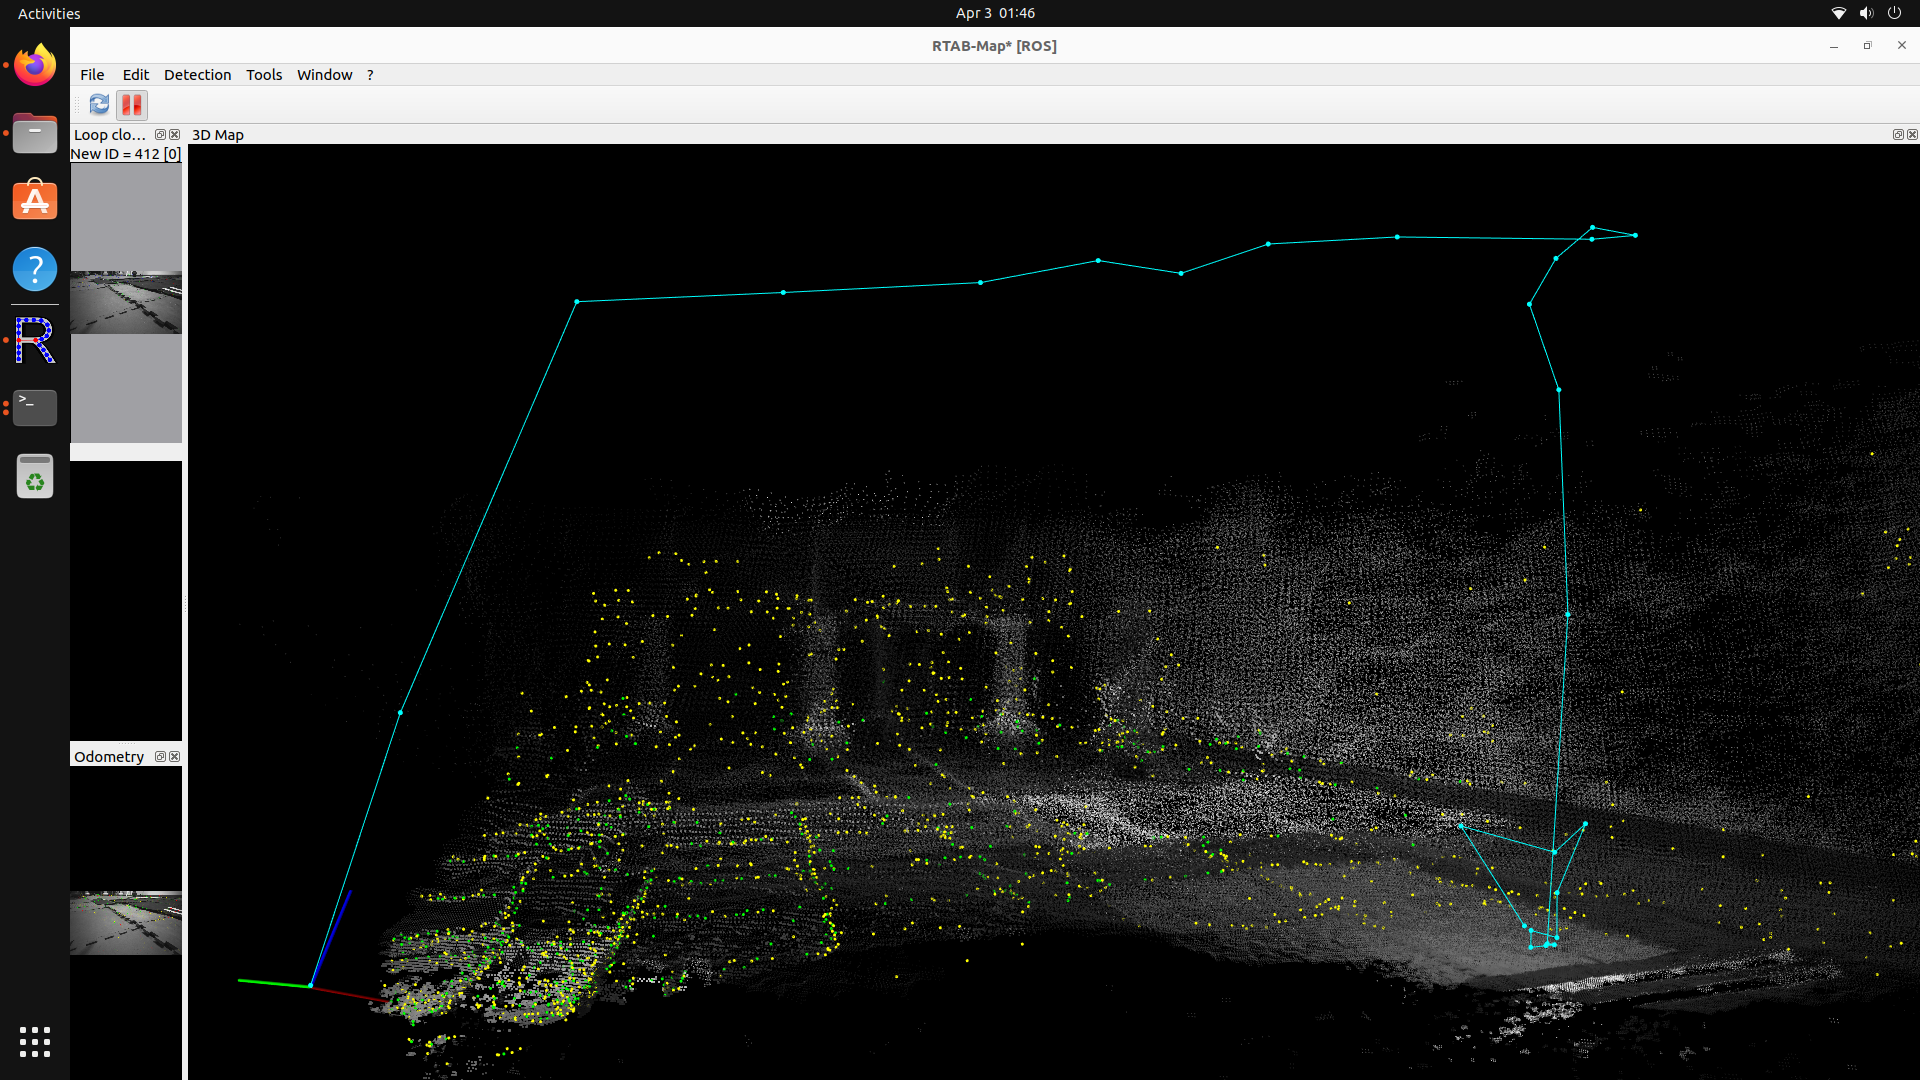 Activities
Apr 3 01:46
RTAB-Map* [ROS]
File Edit Detection Tools Window ?
Loop clo...
3D Map
New ID = 412 [0]
Odometry